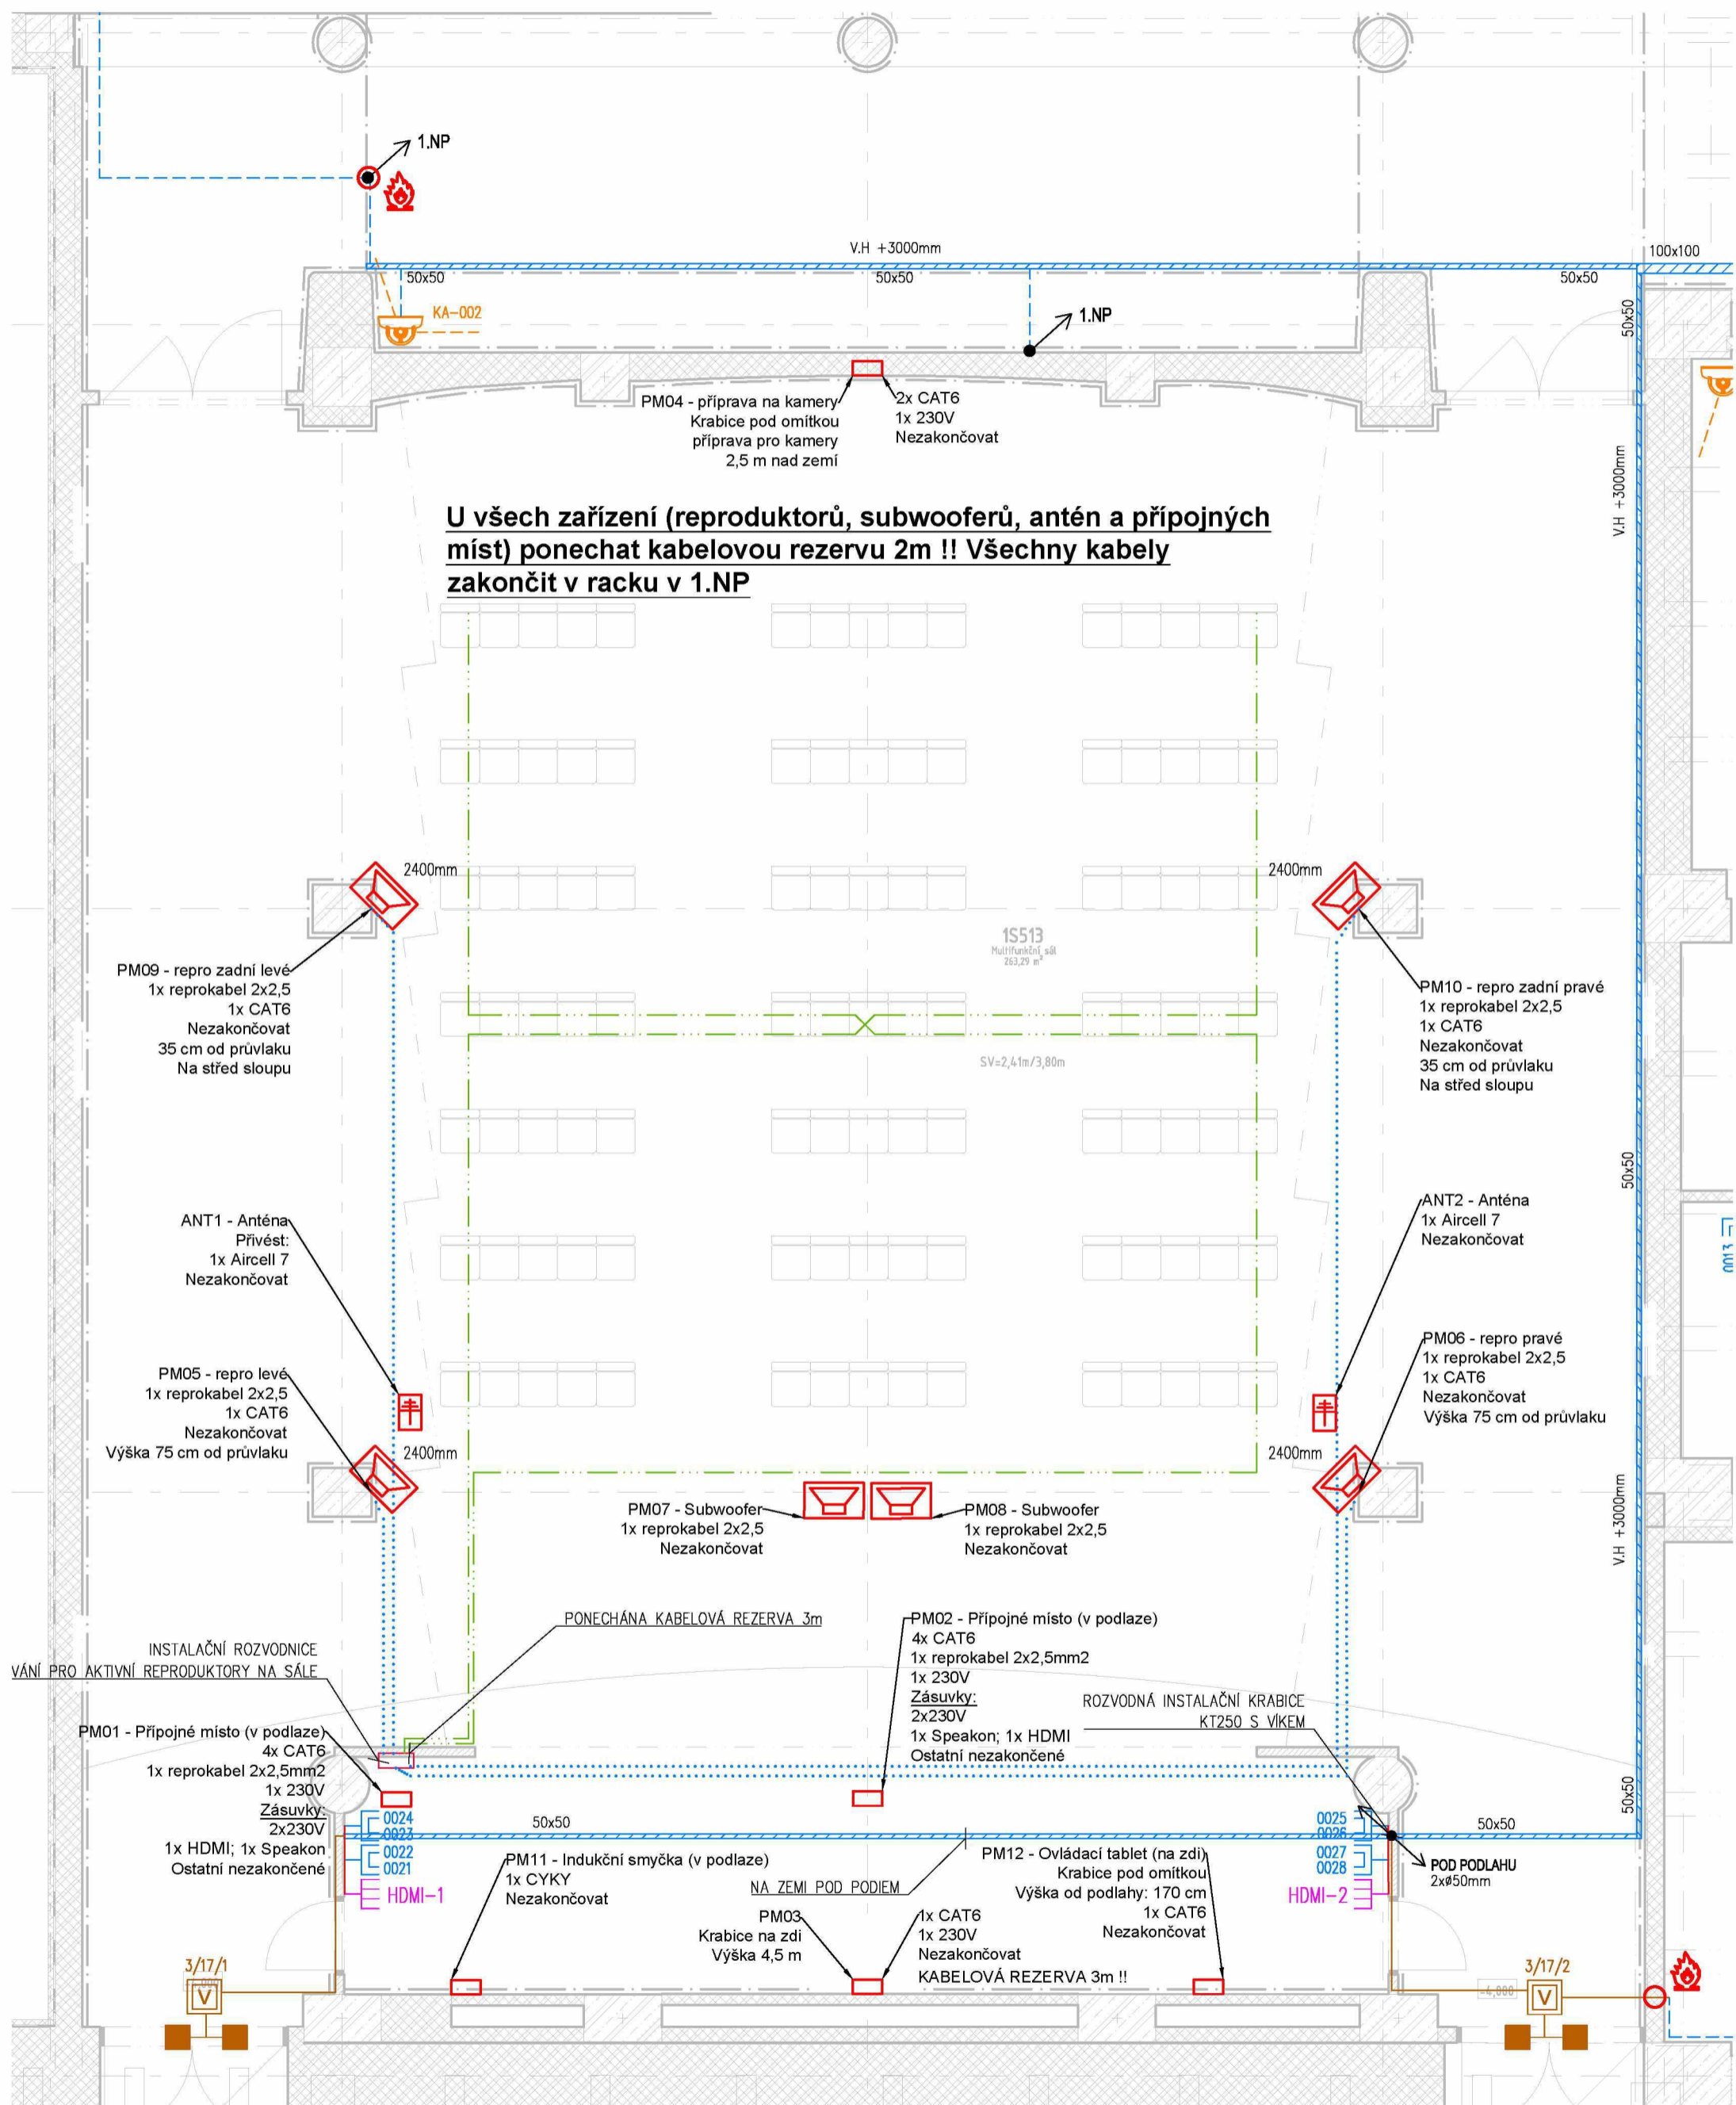 1.NP
V.H +3000mm
100x100
50x50
50x50
50x50
50x50
KA-002
1.NP
PM04 - příprava na kamery
Krabice pod omítkou
příprava pro kamery
2,5 m nad zemí
2x CAT6
1x 230V
Nezakončovat
V.H +3000mm
U všech zařízení (reproduktorů, subwooferů, antén a přípojných
míst) ponechat kabelovou rezervu 2m !! Všechny kabely
zakončit v racku v 1.NP
2400mm
2400mm
1S513
Multifunkční sál
263,29 m²
PM09 - repro zadní levé
1x reprokabel 2x2,5
1x CAT6
Nezakončovat
35 cm od průvlaku
Na střed sloupu
PM10 - repro zadní pravé
1x reprokabel 2x2,5
1x CAT6
Nezakončovat
35 cm od průvlaku
Na střed sloupu
SV=2,41m/3,80m
50x50
ANT1 - Anténa
Přivést:
1x Aircell 7
Nezakončovat
ANT2 - Anténa
1x Aircell 7
Nezakončovat
0013
PM05 - repro levé
1x reprokabel 2x2,5
1x CAT6
Nezakončovat
Výška 75 cm od průvlaku
PM06 - repro pravé
1x reprokabel 2x2,5
1x CAT6
Nezakončovat
Výška 75 cm od průvlaku
2400mm
2400mm
PM07 - Subwoofer
1x reprokabel 2x2,5
Nezakončovat
PM08 - Subwoofer
1x reprokabel 2x2,5
Nezakončovat
V.H +3000mm
PONECHÁNA KABELOVÁ REZERVA 3m
INSTALAČNÍ ROZVODNICE
VÁNÍ PRO AKTIVNÍ REPRODUKTORY NA SÁLE
PM02 - Přípojné místo (v podlaze)
4x CAT6
1x reprokabel 2x2,5mm2
1x 230V
Zásuvky:
2x230V
1x Speakon; 1x HDMI
Ostatní nezakončené
ROZVODNÁ INSTALAČNÍ KRABICE
KT250 S VÍKEM
PM01 - Přípojné místo (v podlaze)
4x CAT6
1x reprokabel 2x2,5mm2
1x 230V
Zásuvky:
2x230V
1x HDMI; 1x Speakon
Ostatní nezakončené
0024
0023
0022
0021
HDMI-1
50x50
0025
0026
0027
0028
HDMI-2
50x50
50x50
POD PODLAHU
2xø50mm
PM11 - Indukční smyčka (v podlaze)
1x CYKY
Nezakončovat
NA ZEMI POD PODIEM
PM12 - Ovládací tablet (na zdi)
Krabice pod omítkou
Výška od podlahy: 170 cm
1x CAT6
Nezakončovat
PM03
Krabice na zdi
Výška 4,5 m
1x CAT6
1x 230V
Nezakončovat
KABELOVÁ REZERVA 3m !!
3/17/1
V
3/17/2
V
-4,000